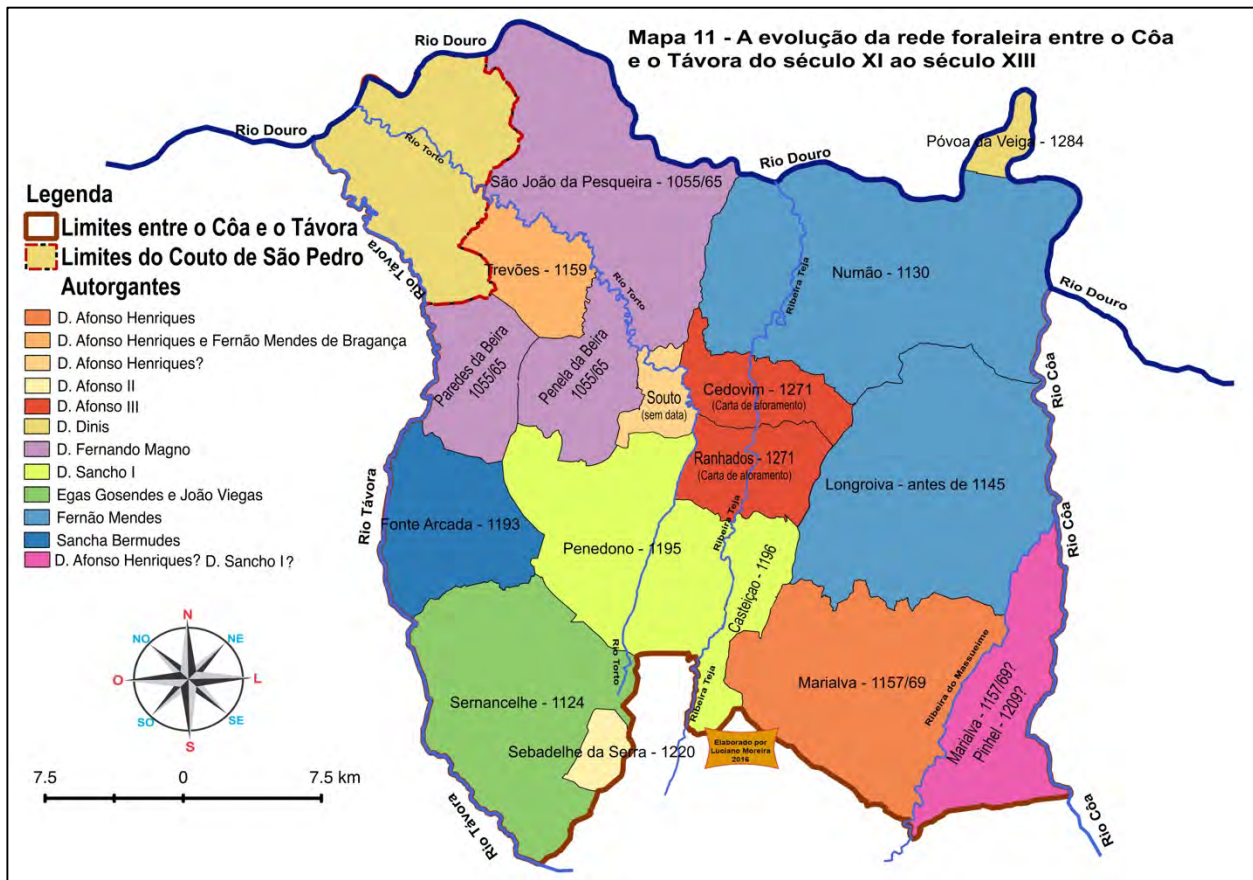 Mapa 11 - A evolução da rede foraleira entre o Côa
e o Távora do século XI ao século XIII
Rio Douro
Rio Douro
Rio Douro
Rio Douro
Póvoa da Veiga - 1284
Rio Torto
São João da Pesqueira - 1055/65
Legenda
Limites entre o Côa e o Távora
Limites do Couto de São Pedro
Autorgantes
D. Afonso Henriques
D. Afonso Henriques e Fernão Mendes de Bragança
D. Afonso Henriques?
D. Afonso II
D. Afonso III
D. Dinis
D. Fernando Magno
D. Sancho I
Egas Gosendes e João Viegas
Fernão Mendes
Sancha Bermudes
D. Afonso Henriques? D. Sancho I?
Rio Távora
Trevões - 1159
Rio Torto
Ribeira Teja
Numão - 1130
Rio Côa
Paredes da Beira
1055/65
Penela da Beira
1055/65
Souto
(sem data)
Cedovim - 1271
(Carta de aforamento)
Ranhados - 1271
(Carta de aforamento)
Longroiva - antes de 1145
Rio Távora
Fonte Arcada - 1193
Penedono - 1195
Ribeira Teja
Casteiçao - 1196
Rio Côa
Sernancelhe - 1124
Rio Torto
Ribeira Teja
Marialva - 1157/69
Ribeira do Massueime
Marialva - 1157/69?
Pinhel - 1209?
Sebadelhe da Serra - 1220
Elaborado por
Luciano Moreira
2016
Rio Távora
Rio Côa
N
NE
L
SE
S
SO
O
NO
7.5 0 7.5 km